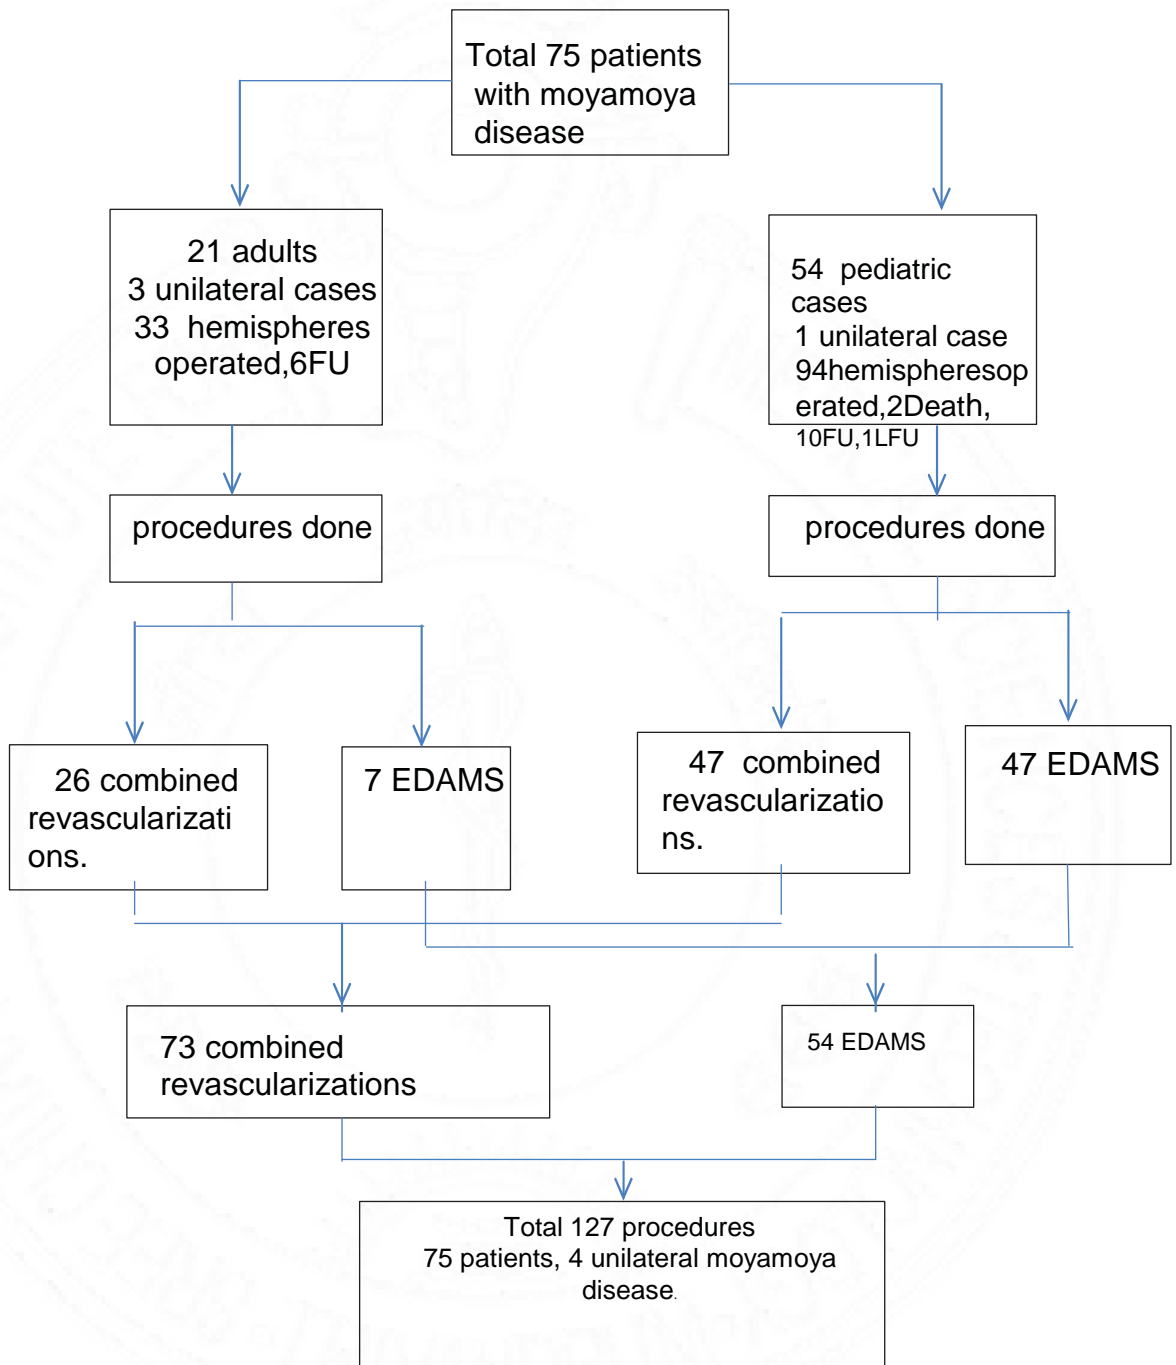 Total 75 patients
with moyamoya
disease
21 adults
3 unilateral cases
33 hemispheres
operated,6FU
54 pediatric
cases
1 unilateral case
94hemispheresop
erated,2Death,
10FU,1LFU
procedures done
procedures done
26 combined
revascularizati
ons.
7 EDAMS
47 combined
revascularizatio
ns.
47 EDAMS
73 combined
revascularizations
54 EDAMS
Total 127 procedures
75 patients, 4 unilateral moyamoya
disease.